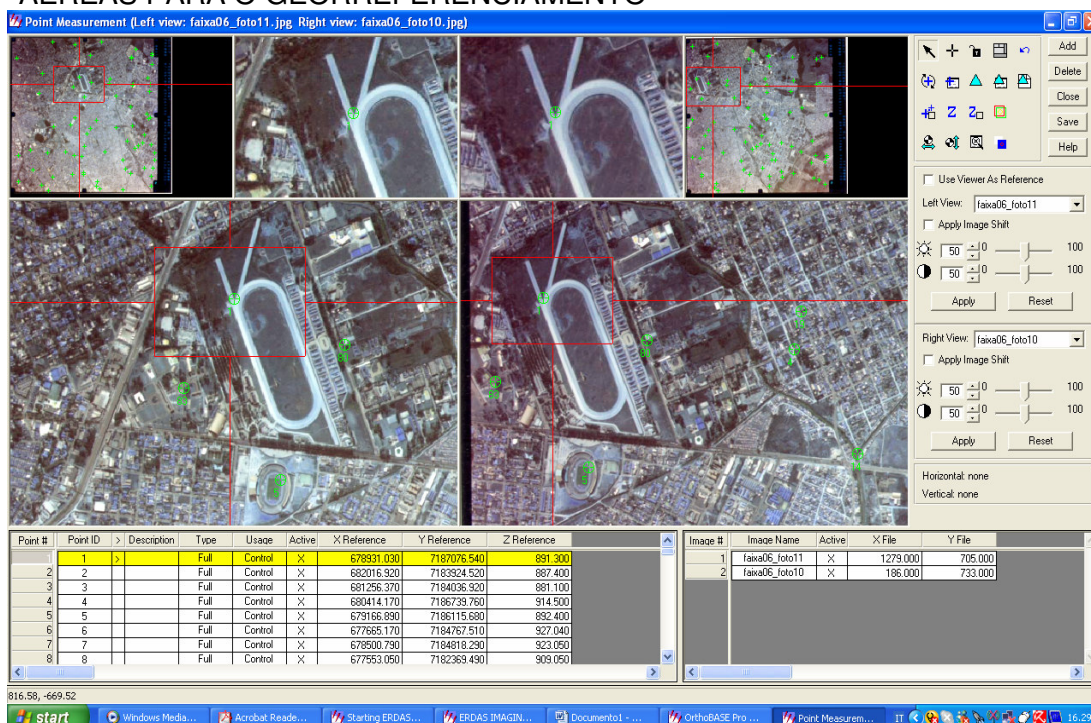 AÉREAS PARA O GEORREFERENCIAMENTO
Point Measurement (Left view: faixa06_foto11.jpg Right view: faixa06_foto10.jpg)
Add
Delete
Close
Save
Help
Use Viewer As Reference
Left View: faixa06_foto11
Apply Image Shift
50 0 100
50 0 100
Apply Reset
Right View: faixa06_foto10
Apply Image Shift
50 0 100
50 0 100
Apply Reset
Horizontal: none
Vertical: none
Point # Point ID > Description Type Usage Active X Reference Y Reference Z Reference
1 1 > Full Control X 678931.030 7187076.540 891.300
2 2 Full Control X 682016.920 7183924.520 887.400
3 3 Full Control X 681256.370 7184036.920 881.100
4 4 Full Control X 680414.170 7186739.760 914.500
5 5 Full Control X 679166.890 7186115.680 892.400
6 6 Full Control X 677665.170 7184767.510 927.040
7 7 Full Control X 678500.790 7184818.290 923.050
8 8 Full Control X 677553.050 7182369.490 909.050
Image # Image Name Active X File Y File
1 faixa06_foto11 X 1279.000 705.000
2 faixa06_foto10 X 186.000 733.000
816.58, -669.52
start Windows Media... Acrobat Reade... Starting ERDAS... ERDAS IMAGIN... Documento1 - ... OrthoBASE Pro ... Point Measurem... IT